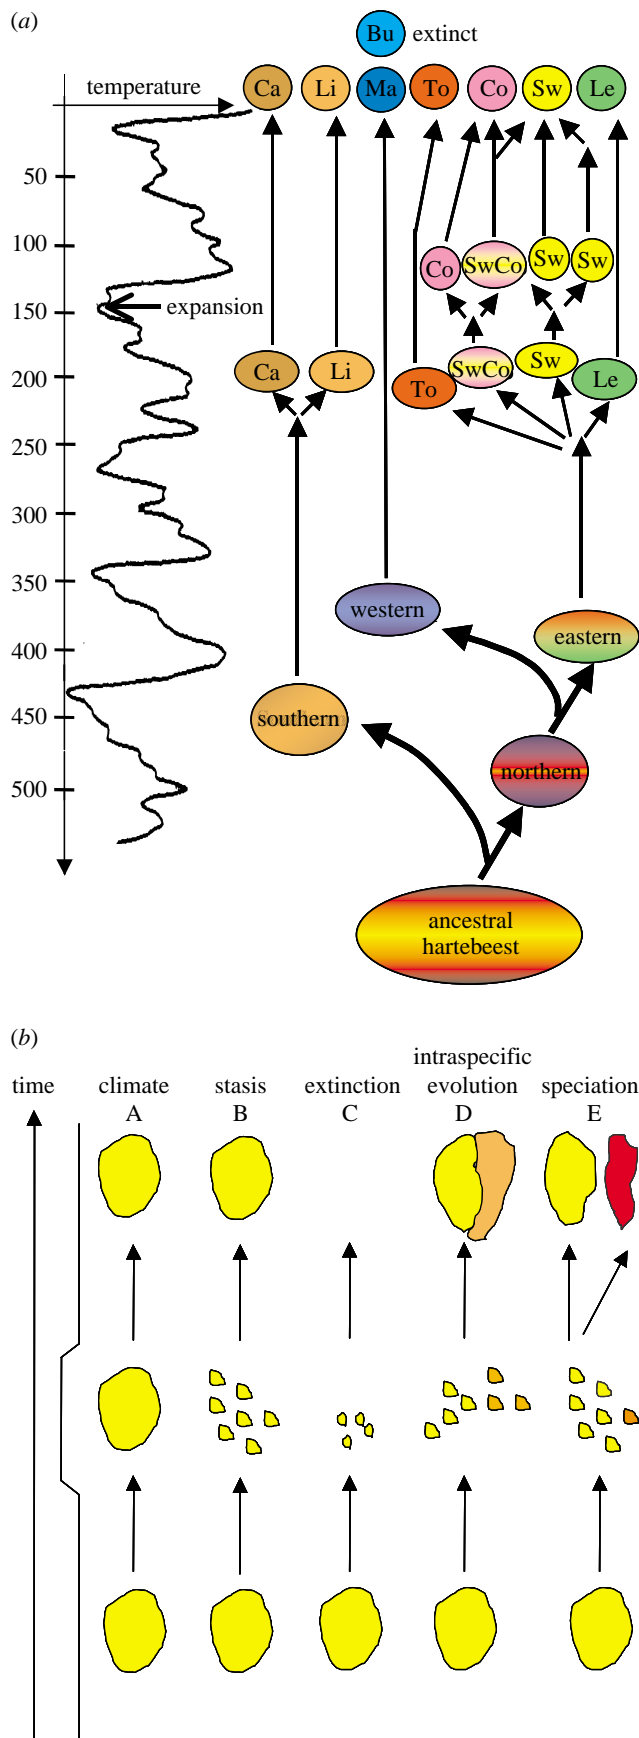 (a)
Bu extinct
temperature
Ca Li Ma To Co Sw Le
50
100
150
200
250
300
350
400
450
500
expansion
Co SwCo Sw Sw
Ca Li To SwCo Sw Le
western
eastern
southern
northern
ancestral
hartebeest
(b)
time
climate
A
stasis
B
extinction
C
intraspecific
evolution
D
speciation
E